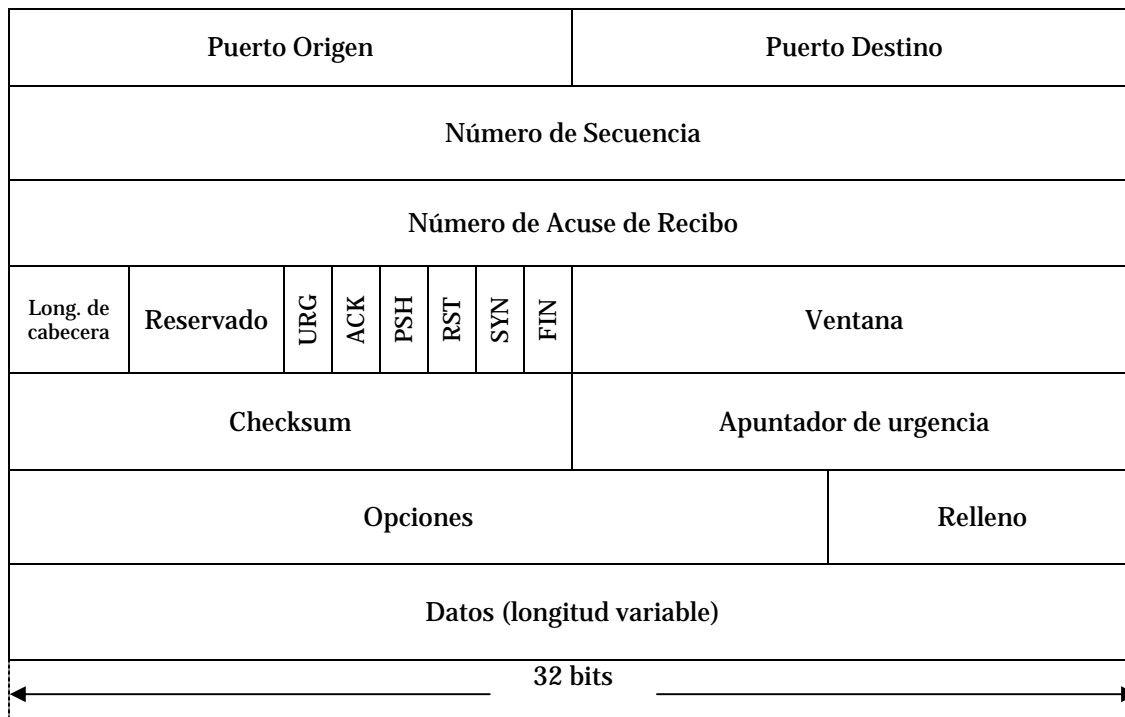 Puerto Origen
Puerto Destino
Número de Secuencia
Número de Acuse de Recibo
Long. de
cabecera
Reservado
URG
ACK
PSH
RST
SYN
FIN
Ventana
Checksum
Apuntador de urgencia
Opciones
Relleno
Datos (longitud variable)
32 bits